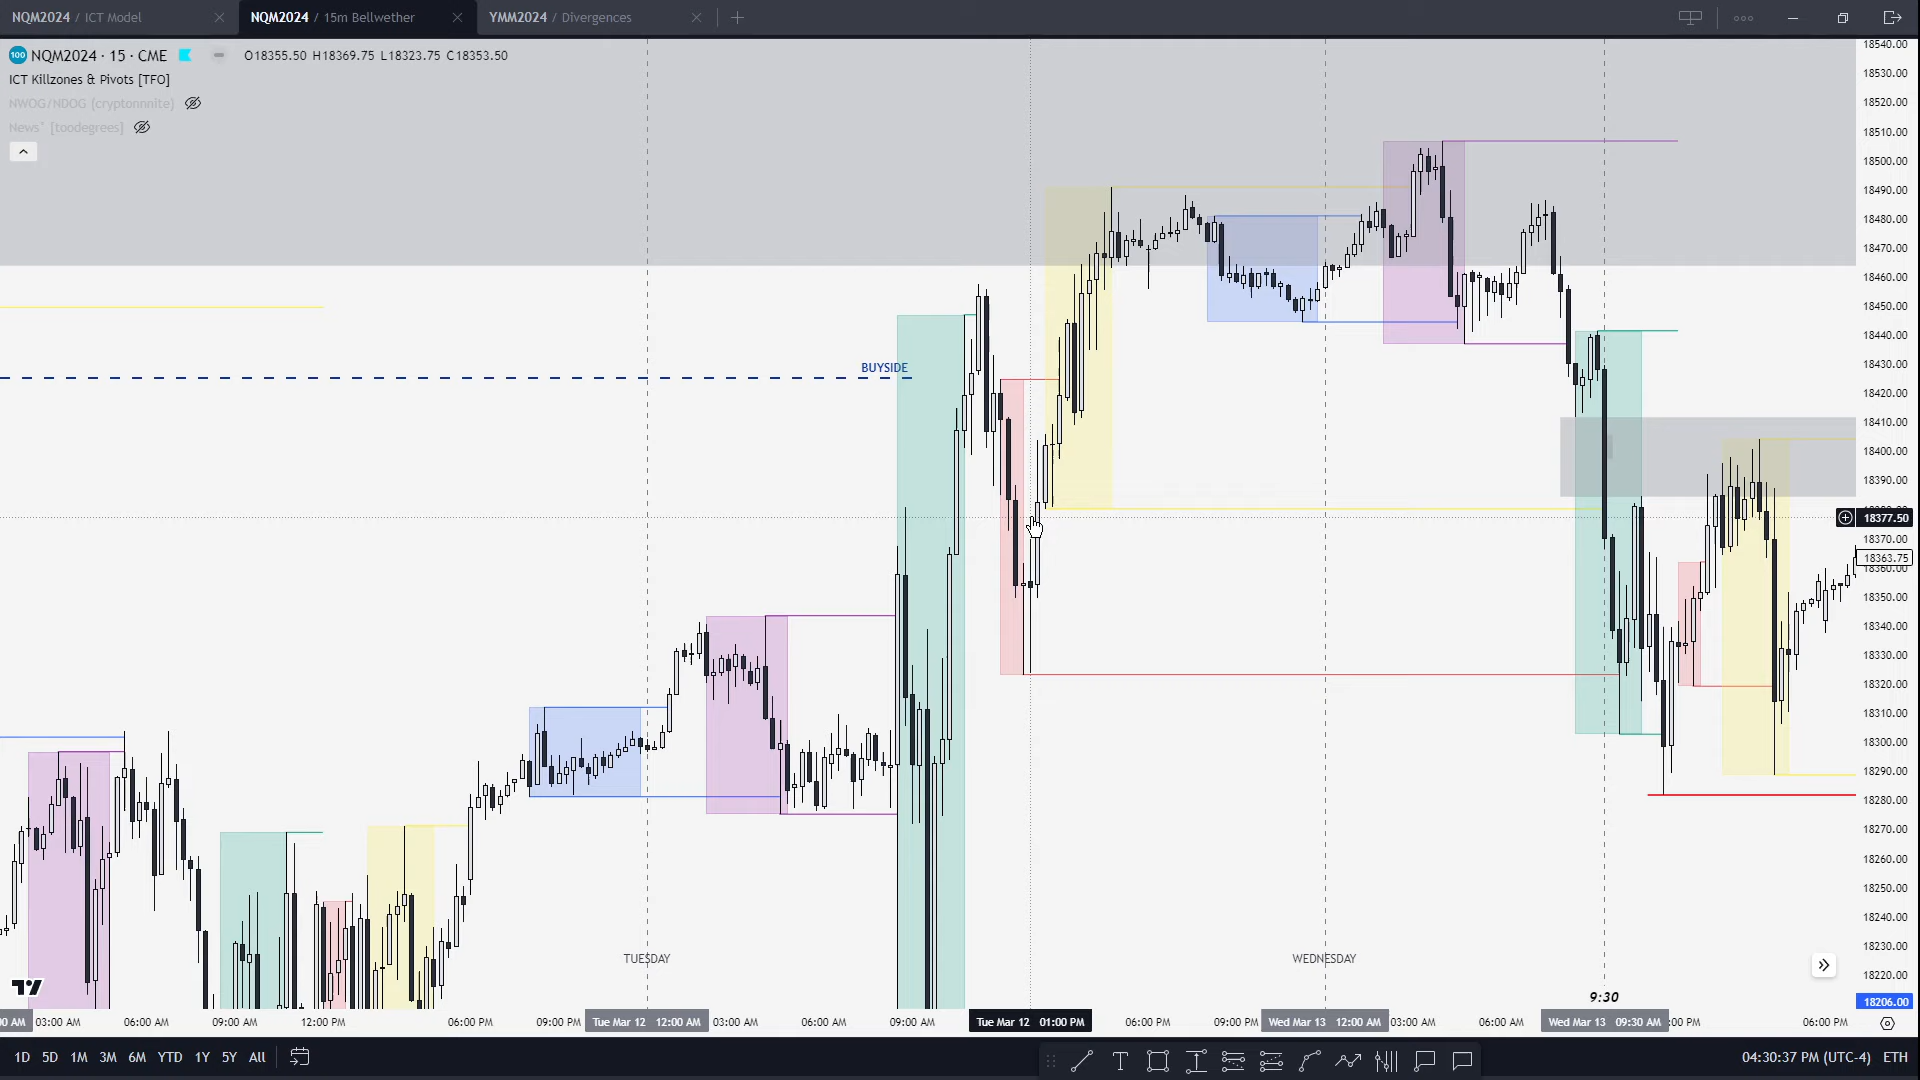 NQM2024 / ICT Model
NQM2024 / 15m Bellwether
YMM2024 / Divergences
100 NQM2024 · 15 · CME O18355.50 H18369.75 L18323.75 C18353.50
ICT Killzones & Pivots [TFO]
NWOG/NDOG (cryptonnnite)
News' [toodegrees]
BUYSIDE
18540.00
18530.00
18520.00
18510.00
18500.00
18490.00
18480.00
18470.00
18460.00
18450.00
18440.00
18430.00
18420.00
18410.00
18400.00
18390.00
18377.50
18370.00
18363.75
18360.00
18350.00
18340.00
18330.00
18320.00
18310.00
18300.00
18290.00
18280.00
18270.00
18260.00
18250.00
18240.00
18230.00
18220.00
18206.00
TUESDAY
WEDNESDAY
9:30
00 AM 03:00 AM 06:00 AM 09:00 AM 12:00 PM 06:00 PM 09:00 PM Tue Mar 12 12:00 AM 03:00 AM 06:00 AM 09:00 AM Tue Mar 12 01:00 PM 06:00 PM 09:00 PM Wed Mar 13 12:00 AM 03:00 AM 06:00 AM Wed Mar 13 09:30 AM :00 PM 06:00 PM
1D 5D 1M 3M 6M YTD 1Y 5Y All
04:30:37 PM (UTC-4) ETH